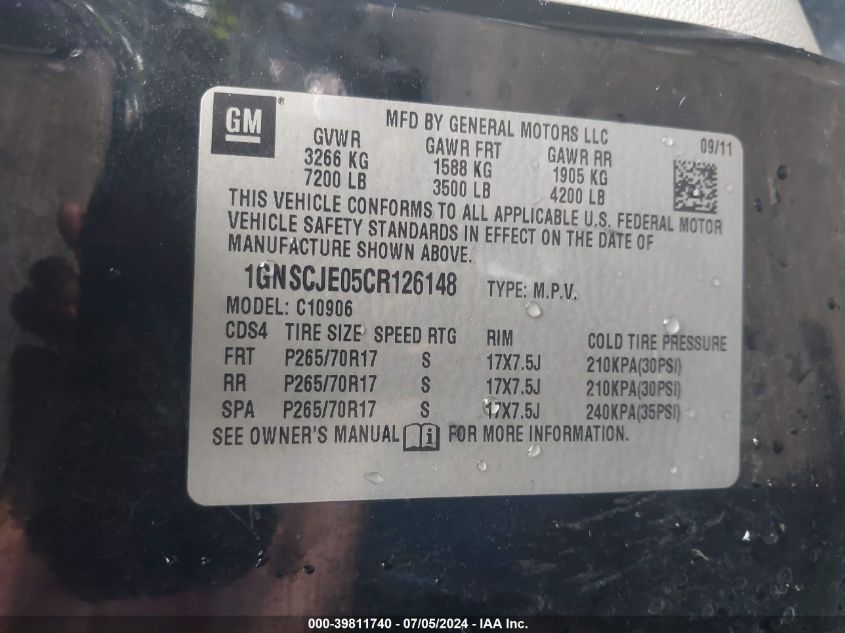 GM ®
MFD BY GENERAL MOTORS LLC
09/11
GVWR GAWR FRT GAWR RR
3266 KG 1588 KG 1905 KG
7200 LB 3500 LB 4200 LB
THIS VEHICLE CONFORMS TO ALL APPLICABLE U.S. FEDERAL MOTOR
VEHICLE SAFETY STANDARDS IN EFFECT ON THE DATE OF
MANUFACTURE SHOWN ABOVE.
1GNSCJE05CR126148 TYPE: M.P.V.
MODEL: C10906
CDS4 TIRE SIZE SPEED RTG RIM COLD TIRE PRESSURE
FRT P265/70R17 S 17X7.5J 210KPA(30PSI)
RR P265/70R17 S 17X7.5J 210KPA(30PSI)
SPA P265/70R17 S 17X7.5J 240KPA(35PSI)
SEE OWNER'S MANUAL i FOR MORE INFORMATION.
000-39811740 / 07/05/2024 - IAA Inc.